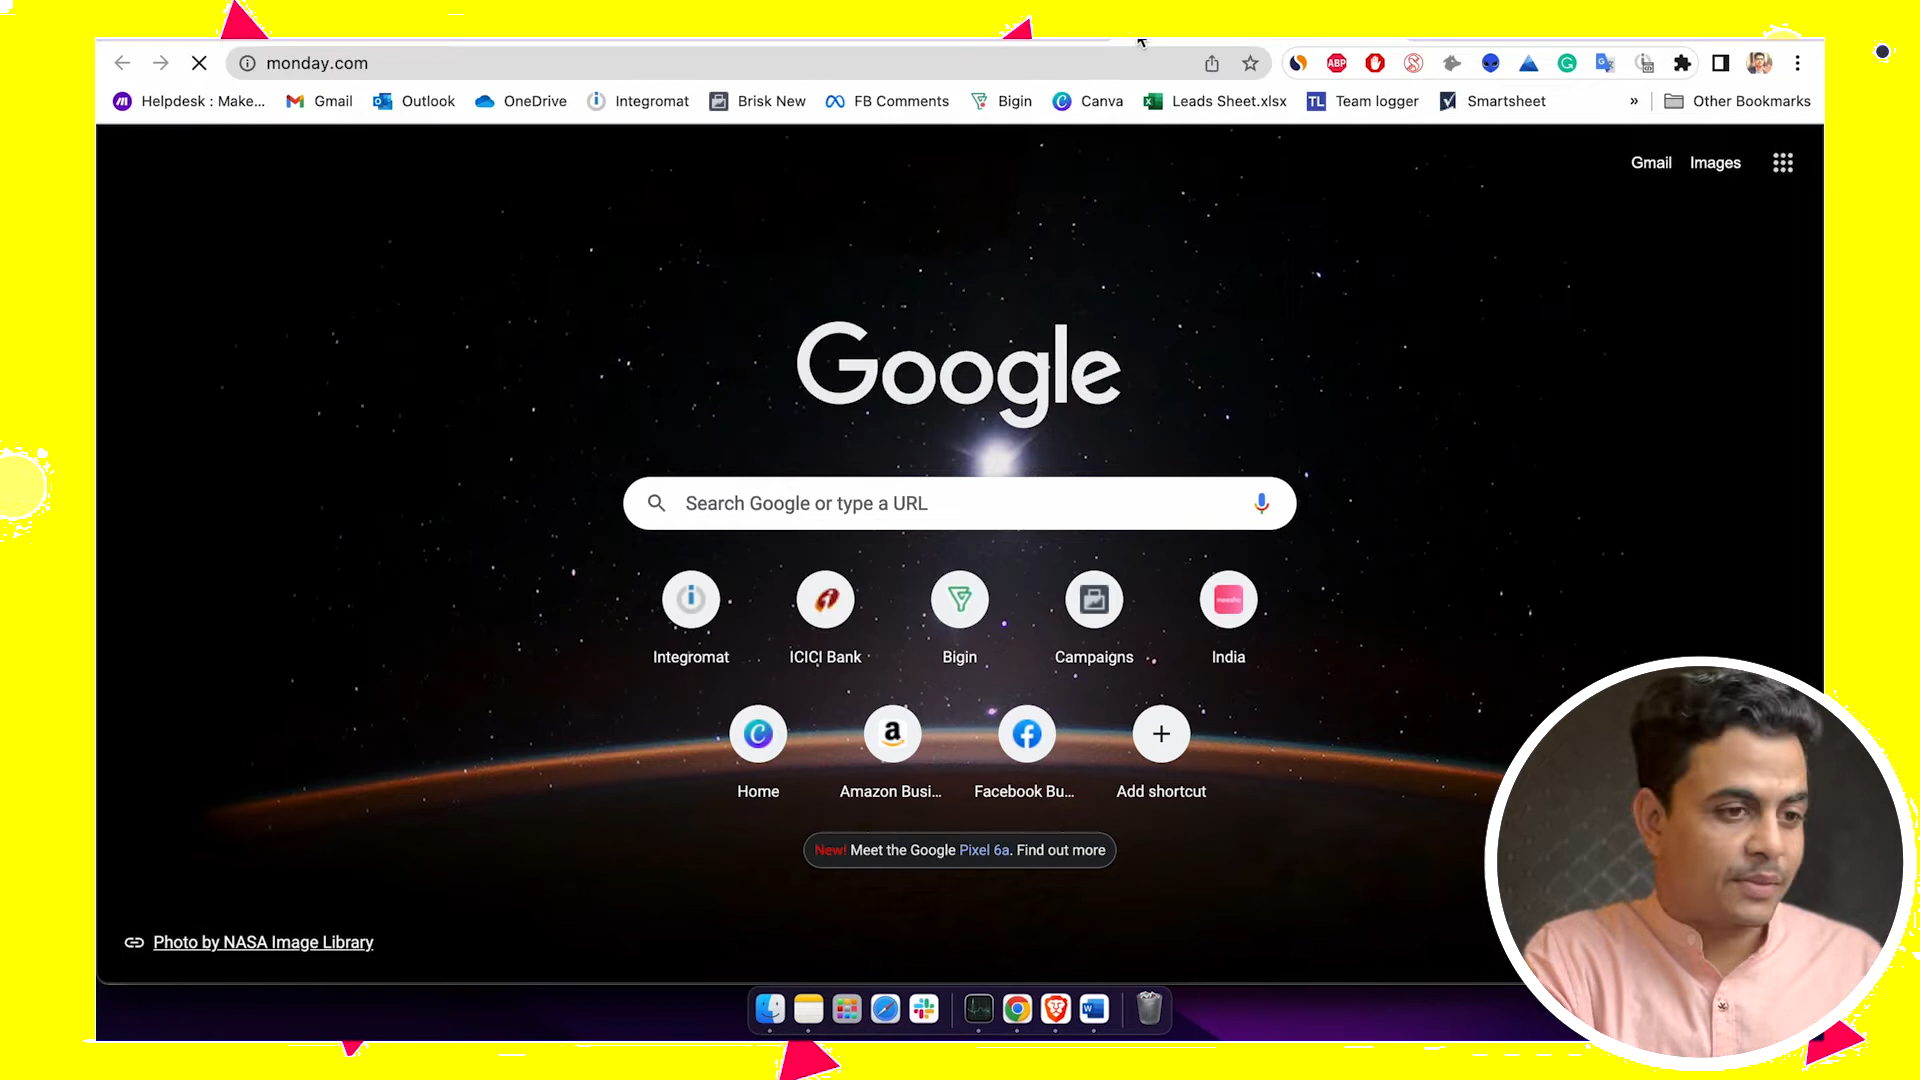 monday.com
ABP
Helpdesk : Make...
Gmail
Outlook
OneDrive
Integromat
Brisk New
FB Comments
Bigin
Canva
Leads Sheet.xlsx
TL Team logger
Smartsheet
»
Other Bookmarks
Gmail Images
Google
Search Google or type a URL
meesho
Integromat
ICICI Bank
Bigin
Campaigns
India
Home
Amazon Busi...
Facebook Bu...
Add shortcut
New! Meet the Google Pixel 6a. Find out more
Photo by NASA Image Library